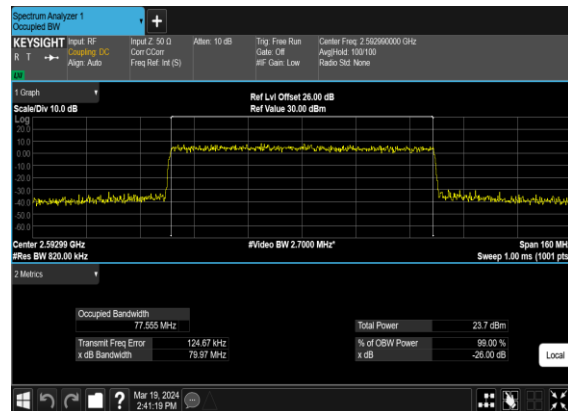 Spectrum Analyzer 1
Occupied BW
+
KEYSIGHT
R T
LXI
Input: RF
Coupling: DC
Align: Auto
Input Z: 50 Ω
Corr CCorr
Freq Ref: Int (S)
Atten: 10 dB
Trig: Free Run
Gate: Off
#IF Gain: Low
Center Freq: 2.592990000 GHz
Avg|Hold: 100/100
Radio Std: None
1 Graph
Scale/Div 10.0 dB
Ref Lvl Offset 26.00 dB
Ref Value 30.00 dBm
Log
20.0
10.0
0.00
-10.0
-20.0
-30.0
-40.0
-50.0
-60.0
Center 2.59299 GHz
#Res BW 820.00 kHz
#Video BW 2.7000 MHz*
Span 160 MHz
Sweep 1.00 ms (1001 pts)
2 Metrics
Occupied Bandwidth
77.555 MHz
Total Power 23.7 dBm
Transmit Freq Error 124.67 kHz
% of OBW Power 99.00 %
x dB Bandwidth 79.97 MHz
x dB -26.00 dB
Local
?
Mar 19, 2024
2:41:19 PM